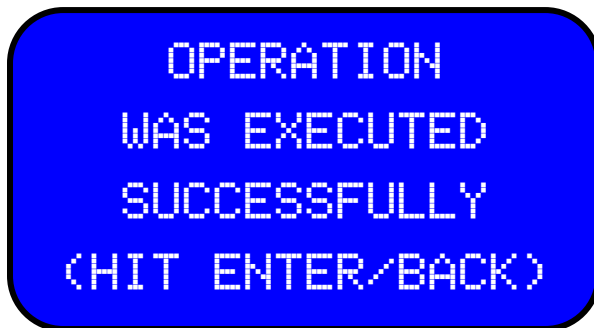 OPERATION
WAS EXECUTED
SUCCESSFULLY
(HIT ENTER/BACK)